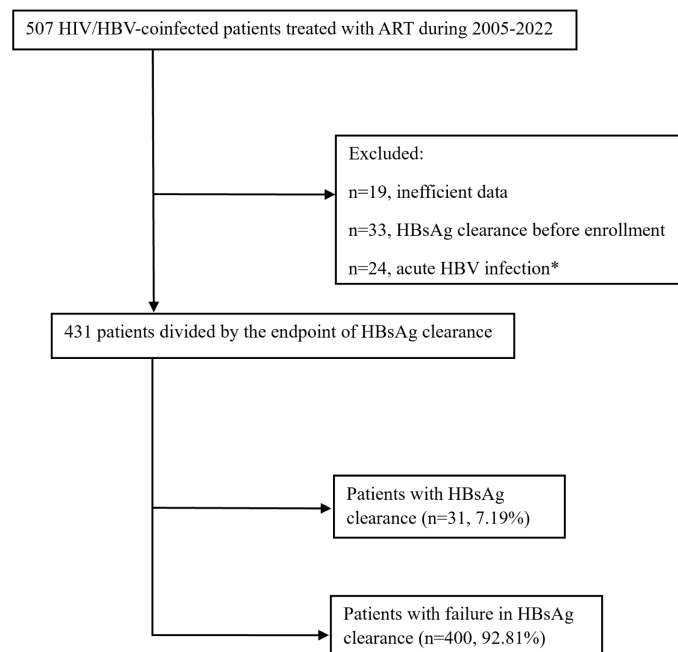 507 HIV/HBV-coinfected patients treated with ART during 2005-2022
Excluded:
n=19, inefficient data
n=33, HBsAg clearance before enrollment
n=24, acute HBV infection*
431 patients divided by the endpoint of HBsAg clearance
Patients with HBsAg
clearance (n=31, 7.19%)
Patients with failure in HBsAg
clearance (n=400, 92.81%)